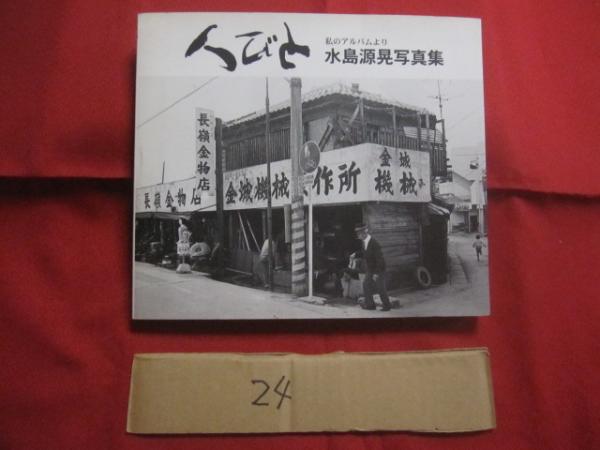 人びと
私のアルバムより
水島源晃写真集
長嶺金物店
長嶺金物店
金城機械
作所
金城
機械
24